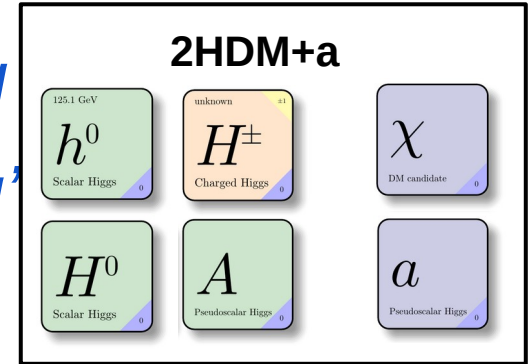 2HDM+a
125.1 GeV
h⁰
Scalar Higgs
0
unknown
±1
H±
Charged Higgs
0
χ
DM candidate
0
H⁰
Scalar Higgs
0
A
Pseudoscalar Higgs
0
a
Pseudoscalar Higgs
0